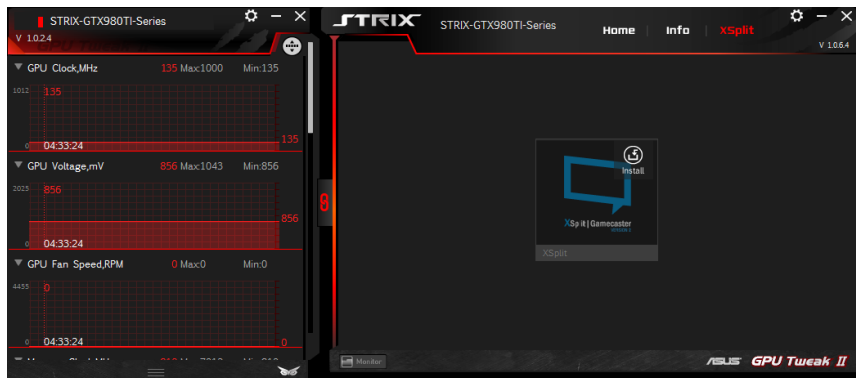 STRIX-GTX980TI-Series
V 1.0.2.4
GPU Clock,MHz 135 Max:1000 Min:135
1012 135
135
0 04:33:24
GPU Voltage,mV 856 Max:1043 Min:856
2025 856
856
0 04:33:24
GPU Fan Speed,RPM 0 Max:0 Min:0
4455 0
0 04:33:24 0
STRIX STRIX-GTX980TI-Series Home Info XSplit
V 1.0.6.4
Install
XSplit | Gamecaster
XSplit
Monitor
ASUS GPU Tweak II